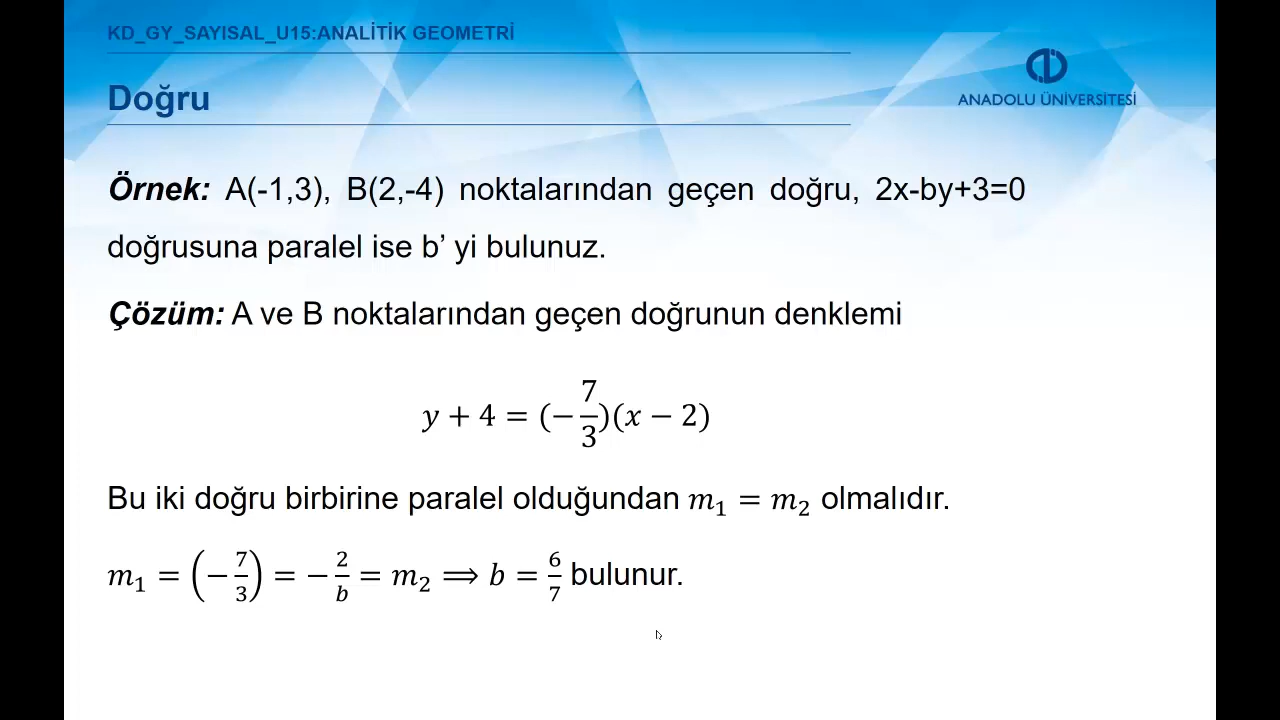 KD_GY_SAYISAL_U15:ANALİTİK GEOMETRİ
Doğru
ANADOLU ÜNİVERSİTESİ
Örnek: A(-1,3), B(2,-4) noktalarından geçen doğru, 2x-by+3=0
doğrusuna paralel ise b’ yi bulunuz.
Çözüm: A ve B noktalarından geçen doğrunun denklemi
y + 4 = (−7/3)(x − 2)
Bu iki doğru birbirine paralel olduğundan m₁ = m₂ olmalıdır.
m₁ = (−7/3) = −2/b = m₂ ⟹ b = 6/7 bulunur.